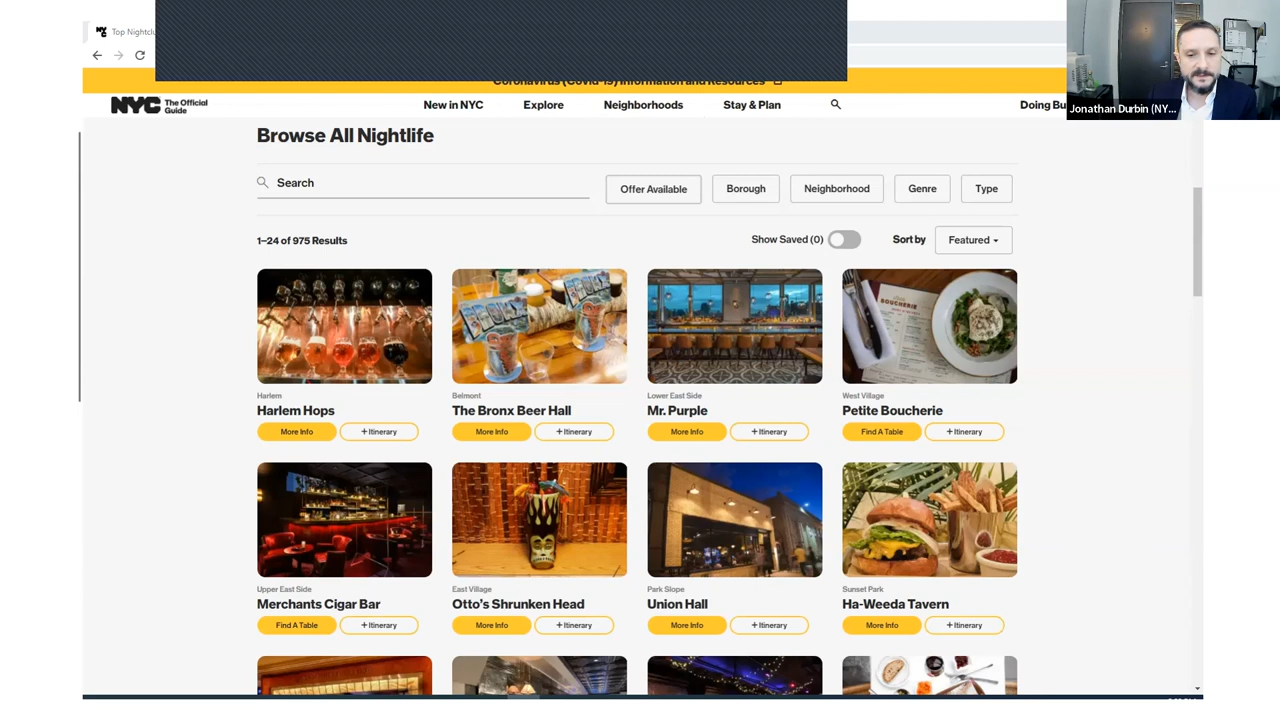 Top Nightcl
Coronavirus (Covid-19) Information and Resources
NYC The Official Guide
New in NYC Explore Neighborhoods Stay & Plan Doing Bu
Jonathan Durbin (NY...
Browse All Nightlife
Search Offer Available Borough Neighborhood Genre Type
1–24 of 975 Results Show Saved (0) Sort by Featured
Harlem Belmont Lower East Side West Village
Harlem Hops The Bronx Beer Hall Mr. Purple Petite Boucherie
More Info + Itinerary More Info + Itinerary More Info + Itinerary Find A Table + Itinerary
Upper East Side East Village Park Slope Sunset Park
Merchants Cigar Bar Otto's Shrunken Head Union Hall Ha-Weeda Tavern
Find A Table + Itinerary More Info + Itinerary More Info + Itinerary More Info + Itinerary